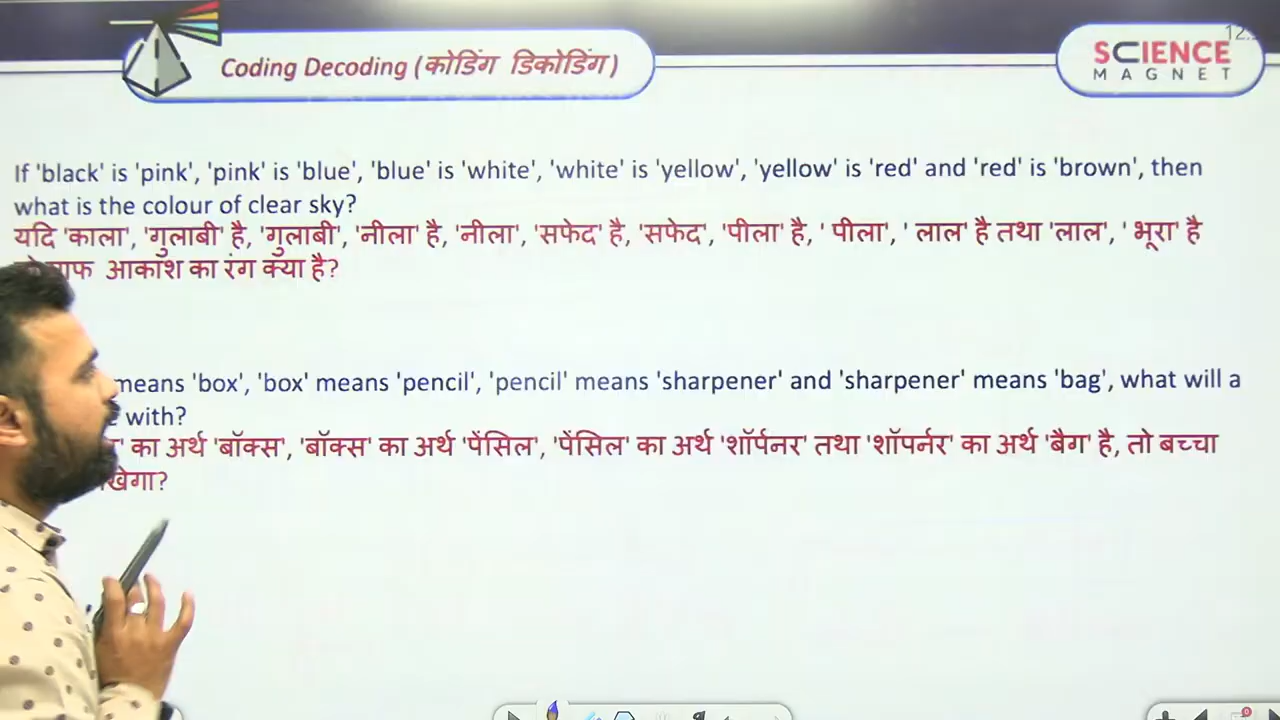 Coding Decoding (कोडिंग डिकोडिंग)
SCIENCE
MAGNET
If 'black' is 'pink', 'pink' is 'blue', 'blue' is 'white', 'white' is 'yellow', 'yellow' is 'red' and 'red' is 'brown', then
what is the colour of clear sky?
यदि 'काला', 'गुलाबी' है, 'गुलाबी', 'नीला' है, 'नीला', 'सफेद' है, 'सफेद', 'पीला' है, ' पीला', ' लाल' है तथा 'लाल', ' भूरा' है
आकाश का रंग क्या है?
means 'box', 'box' means 'pencil', 'pencil' means 'sharpener' and 'sharpener' means 'bag', what will a
with?
का अर्थ 'बॉक्स', 'बॉक्स' का अर्थ 'पेंसिल', 'पेंसिल' का अर्थ 'शॉर्पनर' तथा 'शॉपर्नर' का अर्थ 'बैग' है, तो बच्चा